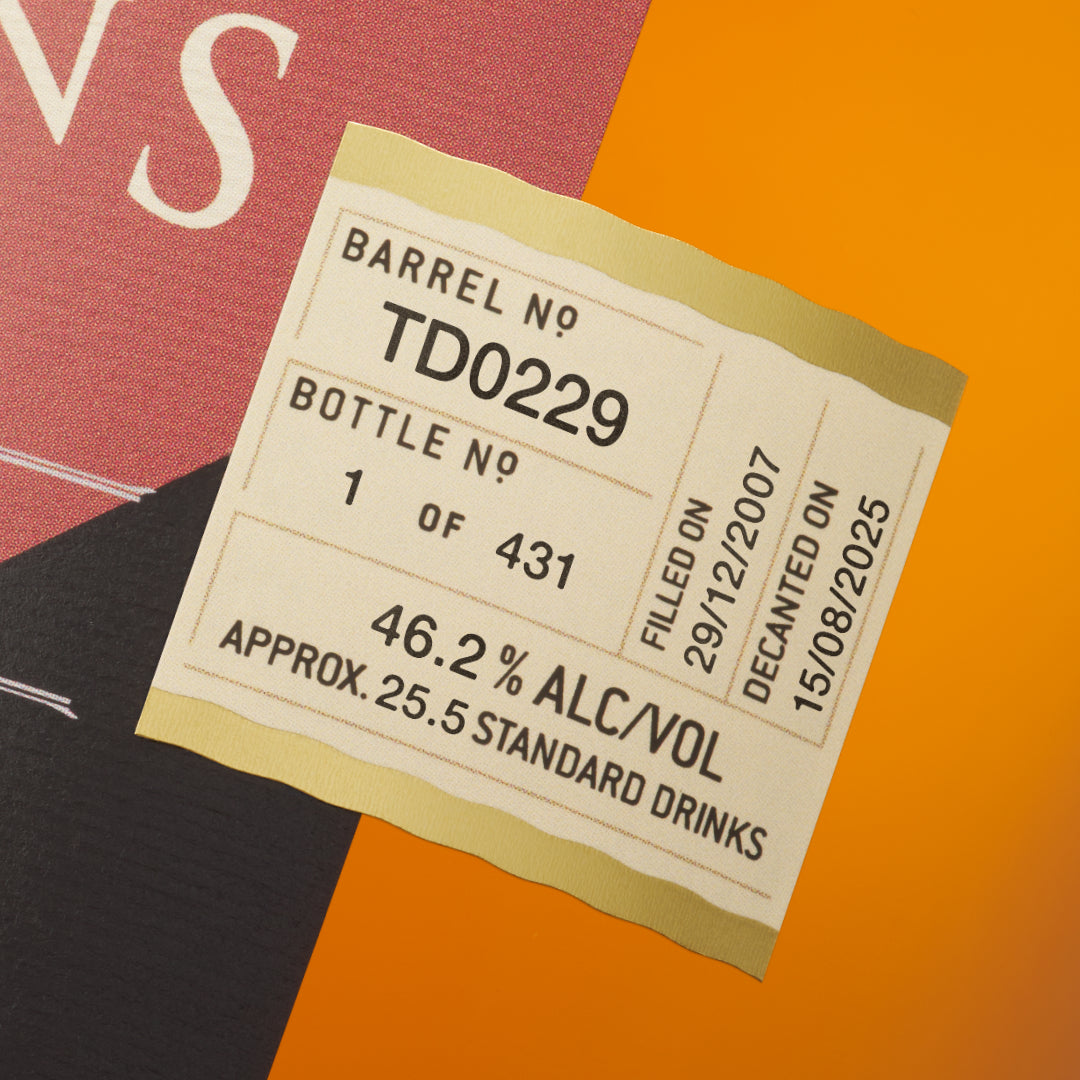 VS
BARREL Nº
TD0229
BOTTLE Nº
1 OF 431
46.2 % ALC/VOL
APPROX. 25.5 STANDARD DRINKS
FILLED ON
29/12/2007
DECANTED ON
15/08/2025